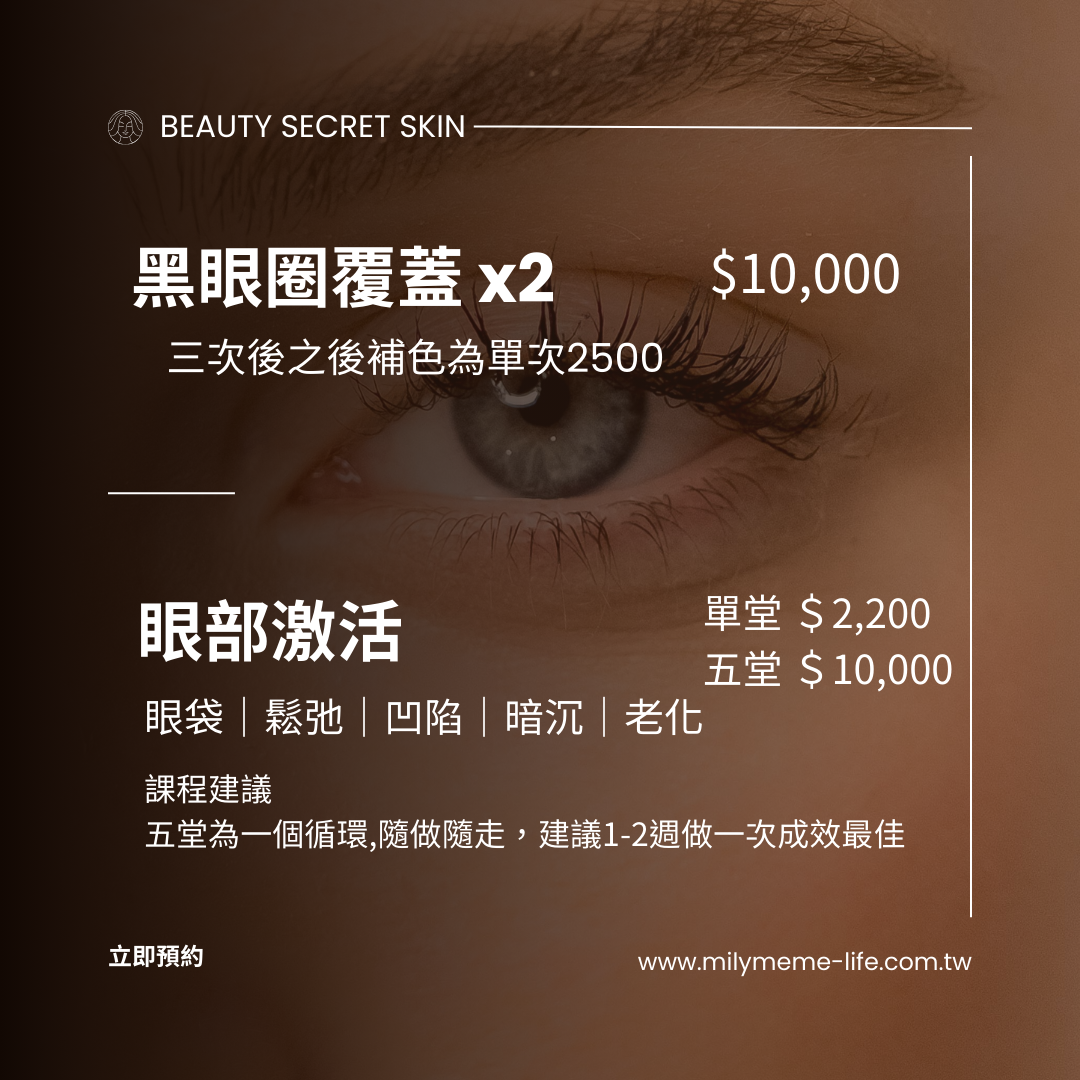 BEAUTY SECRET SKIN
黑眼圈覆蓋 x2 $10,000
三次後之後補色為單次2500
眼部激活
單堂 ＄2,200
五堂 ＄10,000
眼袋｜鬆弛｜凹陷｜暗沉｜老化
課程建議
五堂為一個循環,隨做隨走，建議1-2週做一次成效最佳
立即預約
www.milymeme-life.com.tw